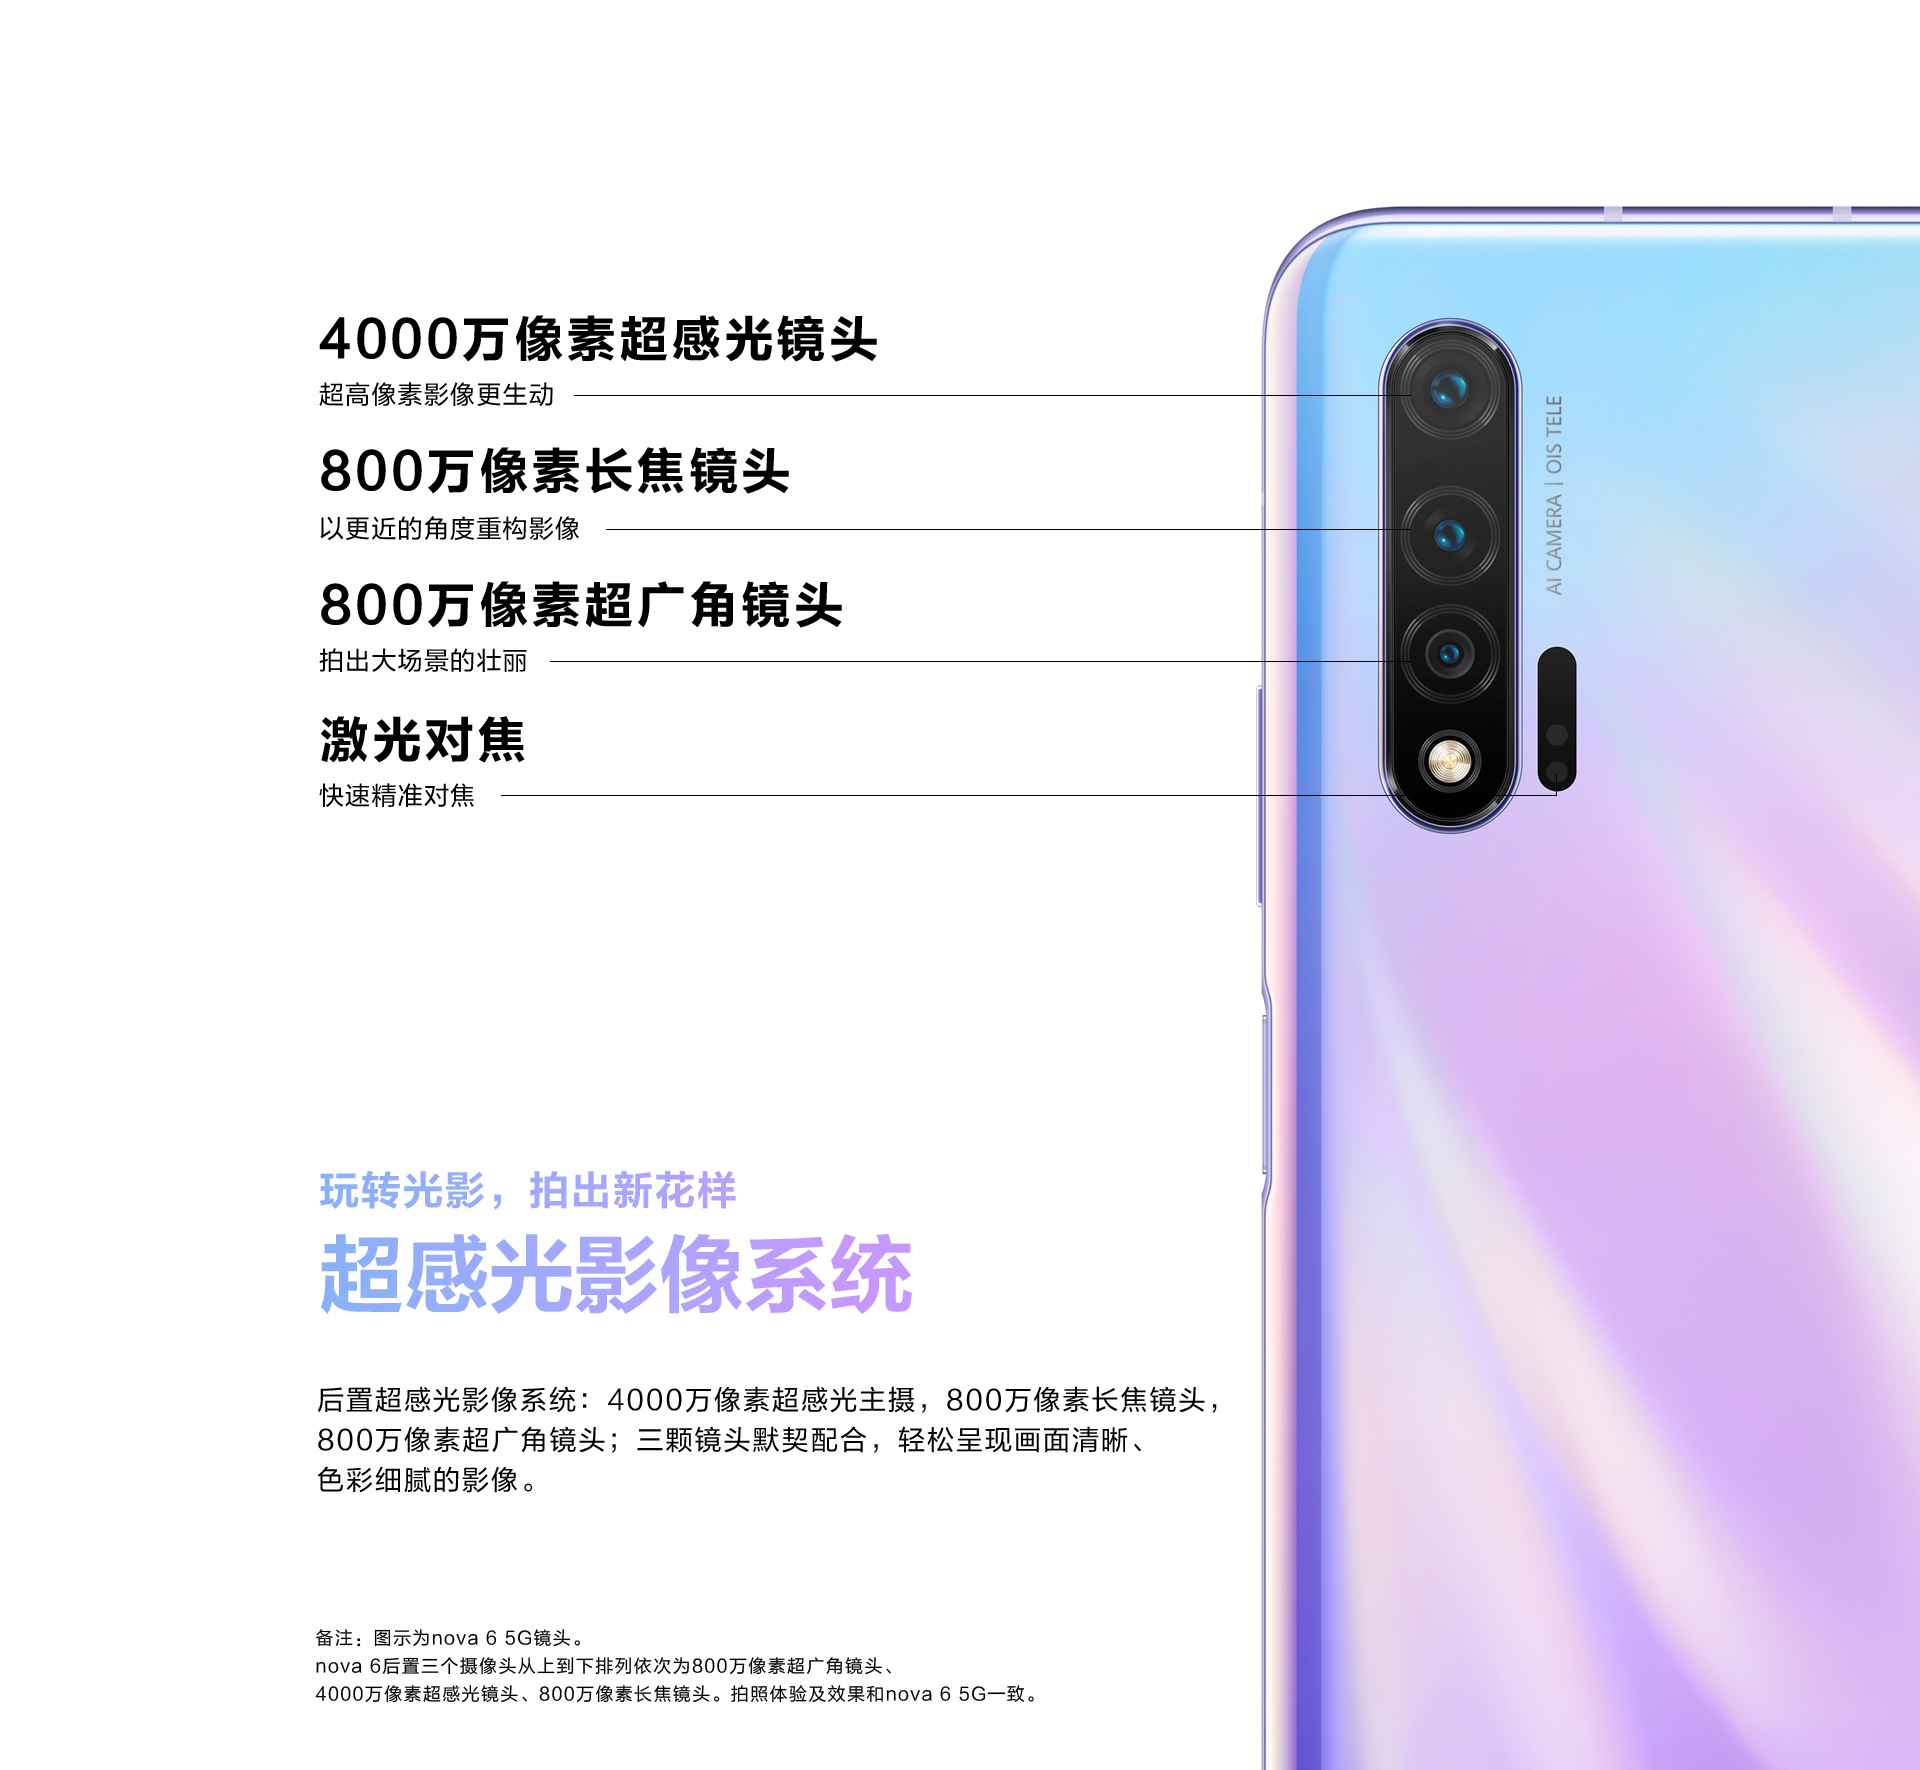 4000万像素超感光镜头
超高像素影像更生动
800万像素长焦镜头
以更近的角度重构影像
800万像素超广角镜头
拍出大场景的壮丽
激光对焦
快速精准对焦
AI CAMERA | OIS TELE
玩转光影，拍出新花样
超感光影像系统
后置超感光影像系统：4000万像素超感光主摄，800万像素长焦镜头，
800万像素超广角镜头；三颗镜头默契配合，轻松呈现画面清晰、
色彩细腻的影像。
备注：图示为nova 6 5G镜头。
nova 6后置三个摄像头从上到下排列依次为800万像素超广角镜头、
4000万像素超感光镜头、800万像素长焦镜头。拍照体验及效果和nova 6 5G一致。